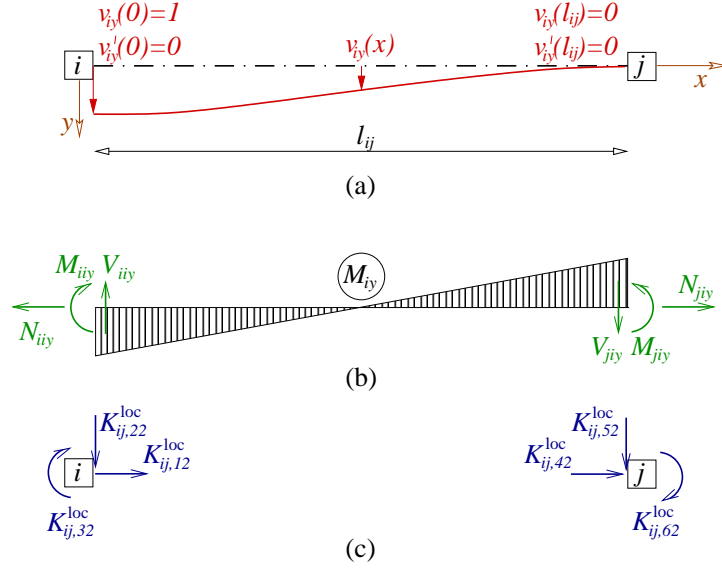 v_iy(0)=1
v_iy(l_ij)=0
v'_iy(0)=0
v_iy(x)
v'_iy(l_ij)=0
i
j
x
y
l_ij
(a)
M_iiy V_iiy
M_iy
N_jiy
N_iiy
V_jiy M_jiy
(b)
K^loc_ij,22
K^loc_ij,52
K^loc_ij,12
K^loc_ij,42
i
j
K^loc_ij,32
K^loc_ij,62
(c)